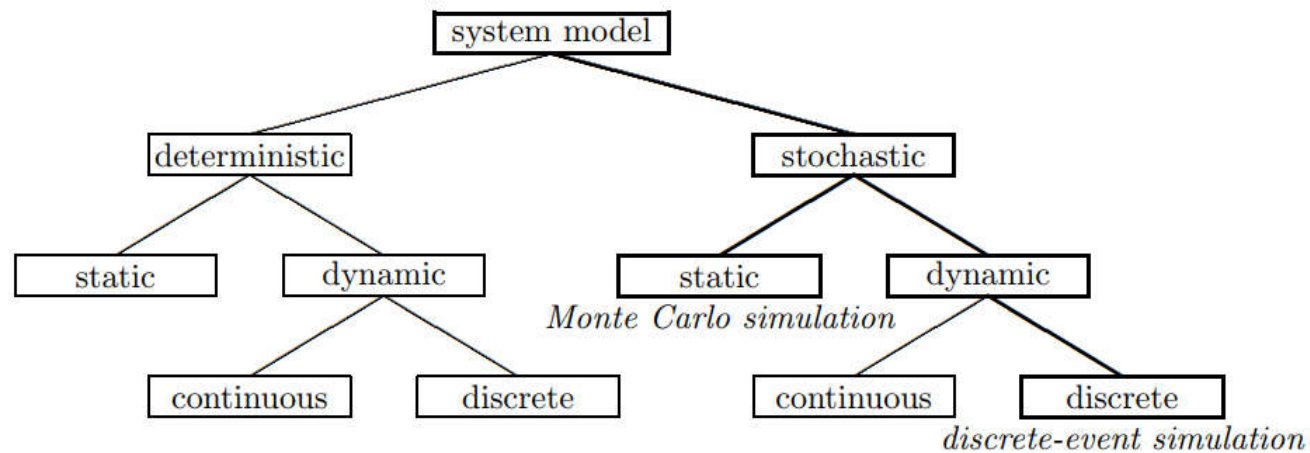 system model
deterministic
stochastic
static
dynamic
static
dynamic
Monte Carlo simulation
continuous
discrete
continuous
discrete
discrete-event simulation